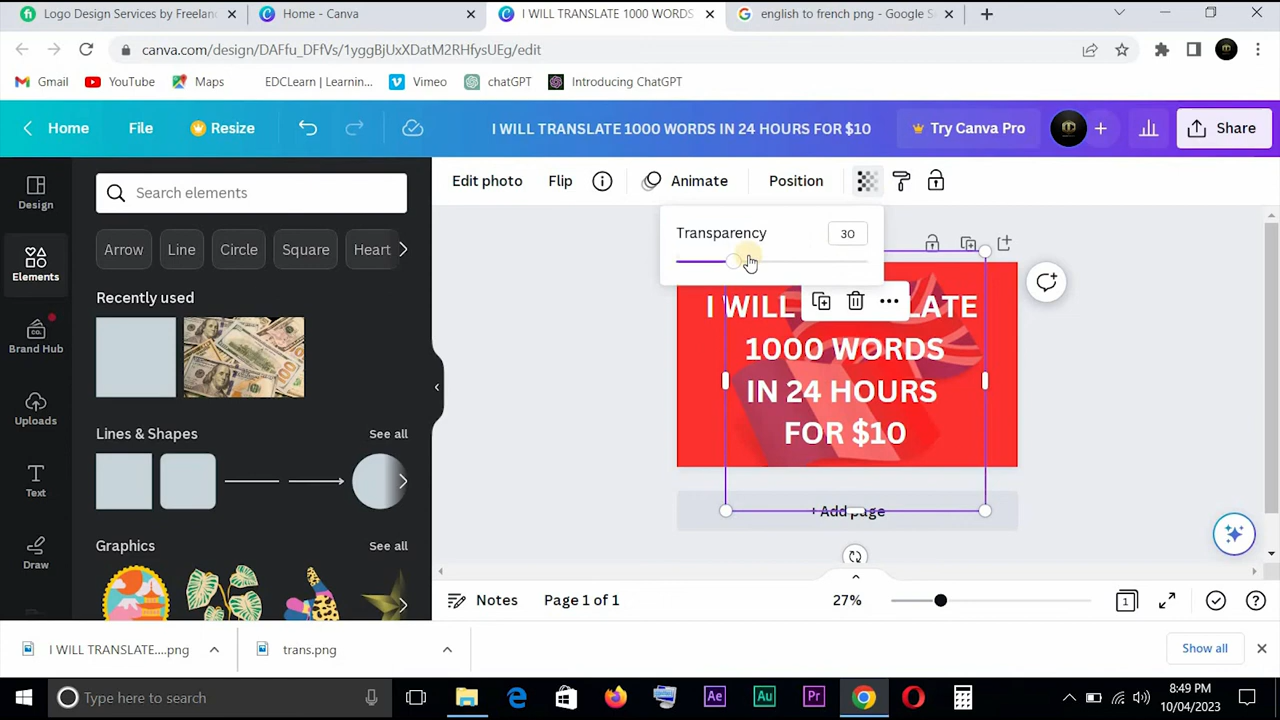 Logo Design Services by Freelanc
Home - Canva
I WILL TRANSLATE 1000 WORDS
english to french png - Google S
canva.com/design/DAFfu_DFfVs/1yggBjUxXDatM2RHfysUEg/edit
Gmail
YouTube
Maps
EDCLearn | Learnin...
Vimeo
chatGPT
Introducing ChatGPT
Home
File
Resize
I WILL TRANSLATE 1000 WORDS IN 24 HOURS FOR $10
Try Canva Pro
Share
Design
Elements
Brand Hub
Uploads
Text
Draw
Search elements
Arrow
Line
Circle
Square
Heart
Recently used
Lines & Shapes
See all
Graphics
See all
Edit photo
Flip
Animate
Position
Transparency
30
I WILL LATE
1000 WORDS
IN 24 HOURS
FOR $10
+ Add page
Notes
Page 1 of 1
27%
1
I WILL TRANSLATE....png
trans.png
Show all
Type here to search
Ae
Au
Pr
8:49 PM
10/04/2023